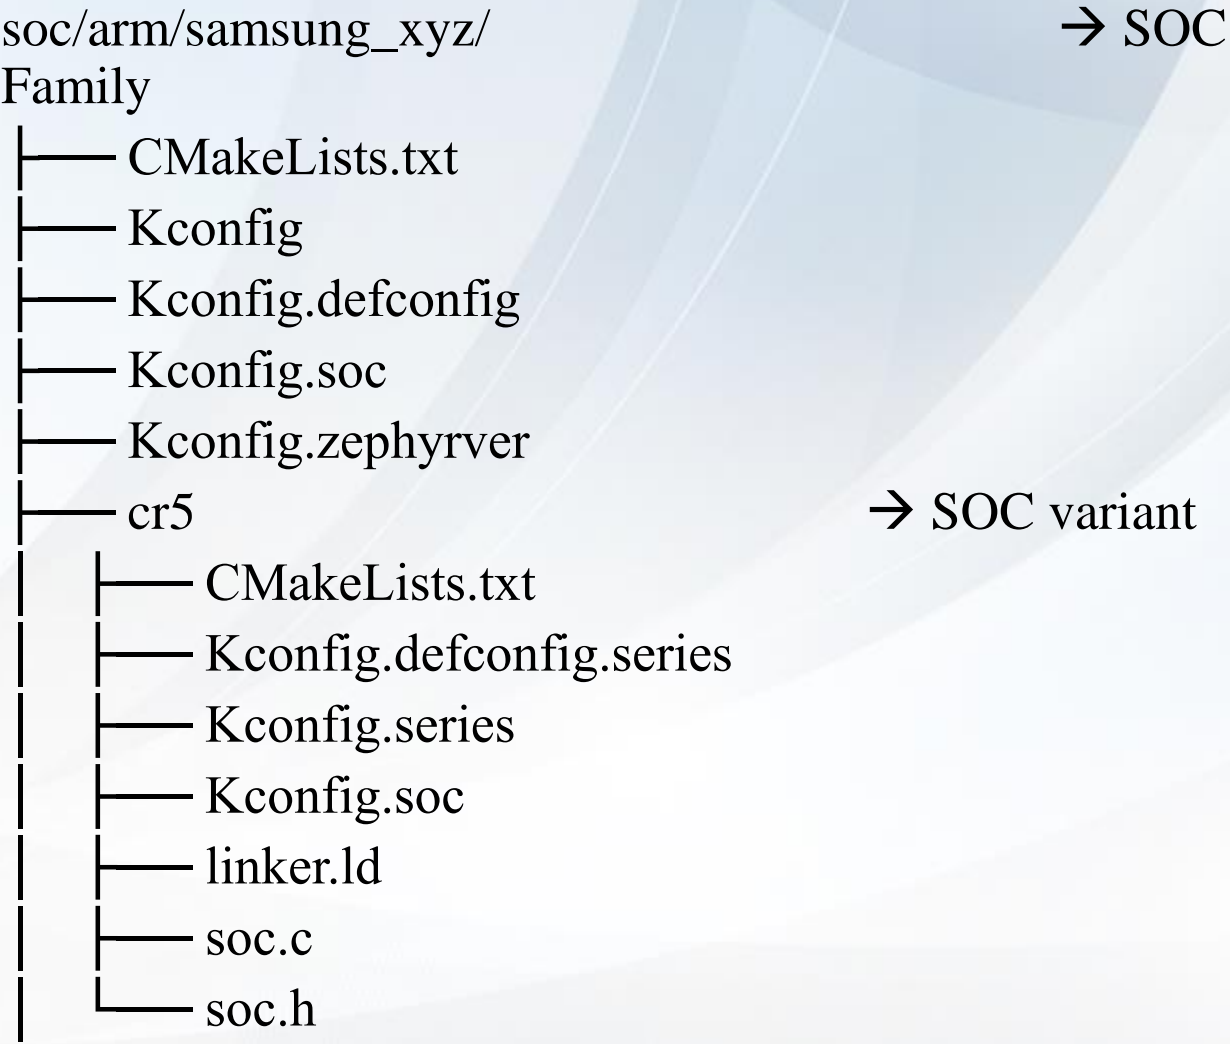 soc/arm/samsung_xyz/ → SOC
Family
├── CMakeLists.txt
├── Kconfig
├── Kconfig.defconfig
├── Kconfig.soc
├── Kconfig.zephyrver
├── cr5 → SOC variant
│ ├── CMakeLists.txt
│ ├── Kconfig.defconfig.series
│ ├── Kconfig.series
│ ├── Kconfig.soc
│ ├── linker.ld
│ ├── soc.c
│ └── soc.h